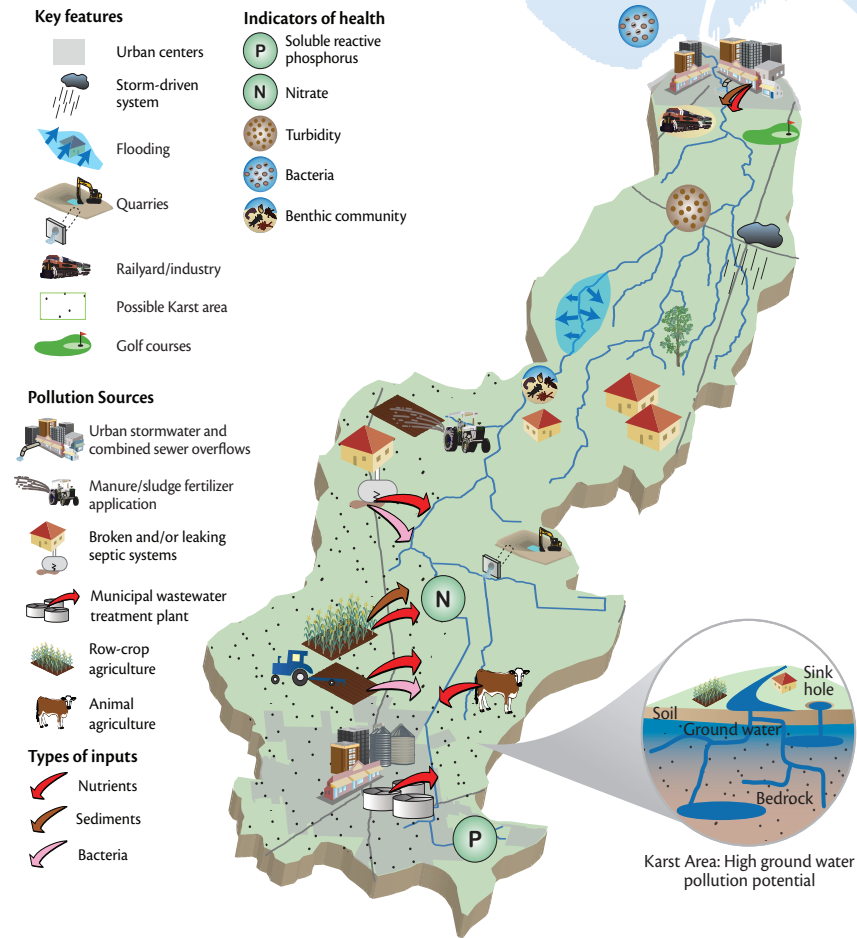 Key features
Urban centers
Storm-driven
system
Flooding
Quarries
Railyard/industry
Possible Karst area
Golf courses
Pollution Sources
Urban stormwater and
combined sewer overflows
Manure/sludge fertilizer
application
Broken and/or leaking
septic systems
Municipal wastewater
treatment plant
Row-crop
agriculture
Animal
agriculture
Types of inputs
Nutrients
Sediments
Bacteria
Indicators of health
P
Soluble reactive
phosphorus
N
Nitrate
Turbidity
Bacteria
Benthic community
N
P
Sink
hole
Soil
Ground water
Bedrock
Karst Area: High ground water
pollution potential